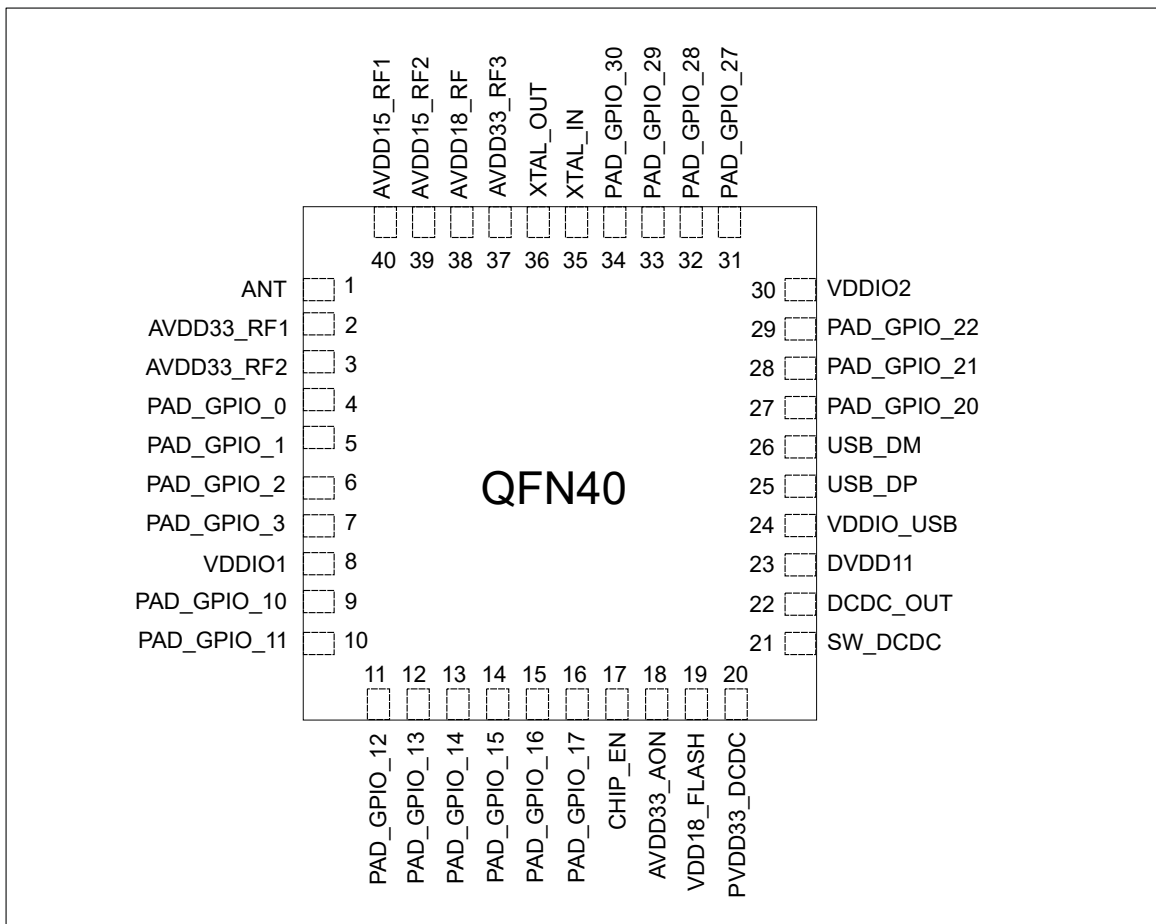 AVDD15_RF1
AVDD15_RF2
AVDD18_RF
AVDD33_RF3
XTAL_OUT
XTAL_IN
PAD_GPIO_30
PAD_GPIO_29
PAD_GPIO_28
PAD_GPIO_27
40 39 38 37 36 35 34 33 32 31
ANT 1
AVDD33_RF1 2
AVDD33_RF2 3
PAD_GPIO_0 4
PAD_GPIO_1 5
PAD_GPIO_2 6
PAD_GPIO_3 7
VDDIO1 8
PAD_GPIO_10 9
PAD_GPIO_11 10
QFN40
30 VDDIO2
29 PAD_GPIO_22
28 PAD_GPIO_21
27 PAD_GPIO_20
26 USB_DM
25 USB_DP
24 VDDIO_USB
23 DVDD11
22 DCDC_OUT
21 SW_DCDC
11 12 13 14 15 16 17 18 19 20
PAD_GPIO_12
PAD_GPIO_13
PAD_GPIO_14
PAD_GPIO_15
PAD_GPIO_16
PAD_GPIO_17
CHIP_EN
AVDD33_AON
VDD18_FLASH
PVDD33_DCDC